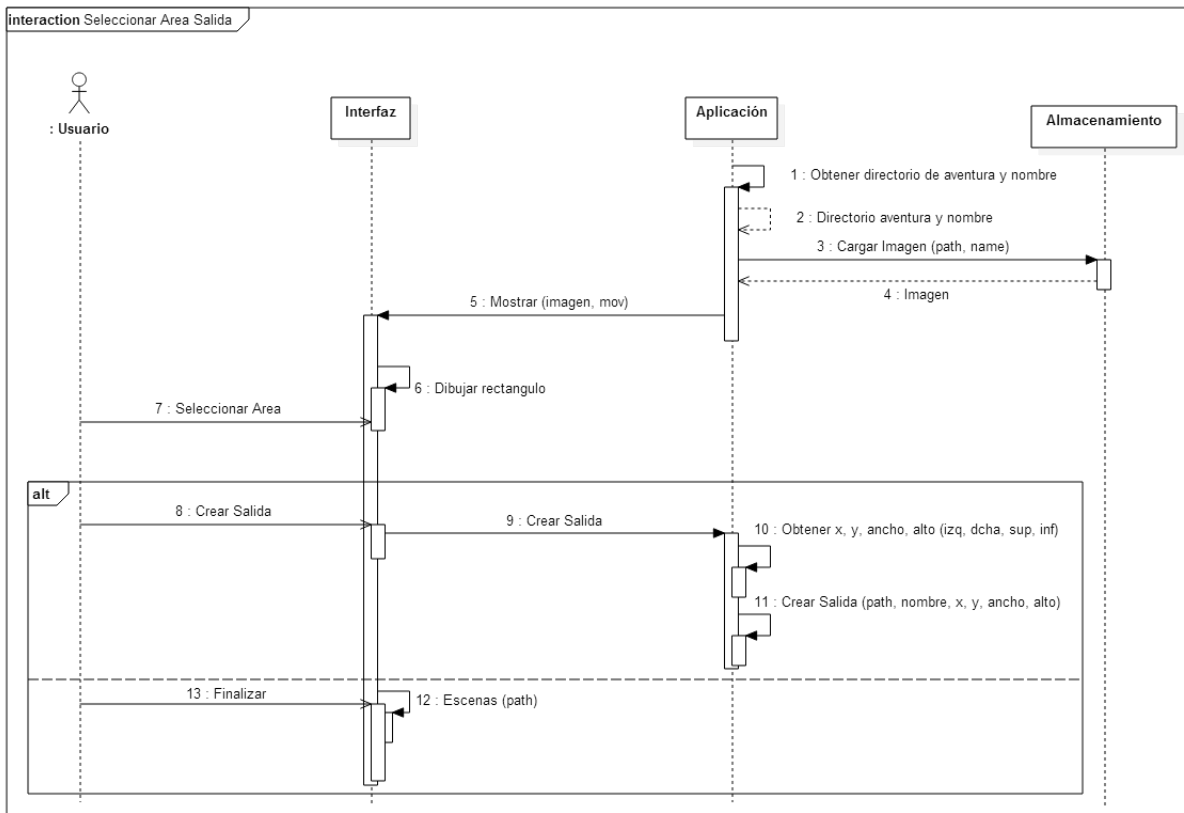 interaction Seleccionar Area Salida
: Usuario
Interfaz
Aplicación
Almacenamiento
1 : Obtener directorio de aventura y nombre
2 : Directorio aventura y nombre
3 : Cargar Imagen (path, name)
4 : Imagen
5 : Mostrar (imagen, mov)
6 : Dibujar rectangulo
7 : Seleccionar Area
alt
8 : Crear Salida
9 : Crear Salida
10 : Obtener x, y, ancho, alto (izq, dcha, sup, inf)
11 : Crear Salida (path, nombre, x, y, ancho, alto)
13 : Finalizar
12 : Escenas (path)